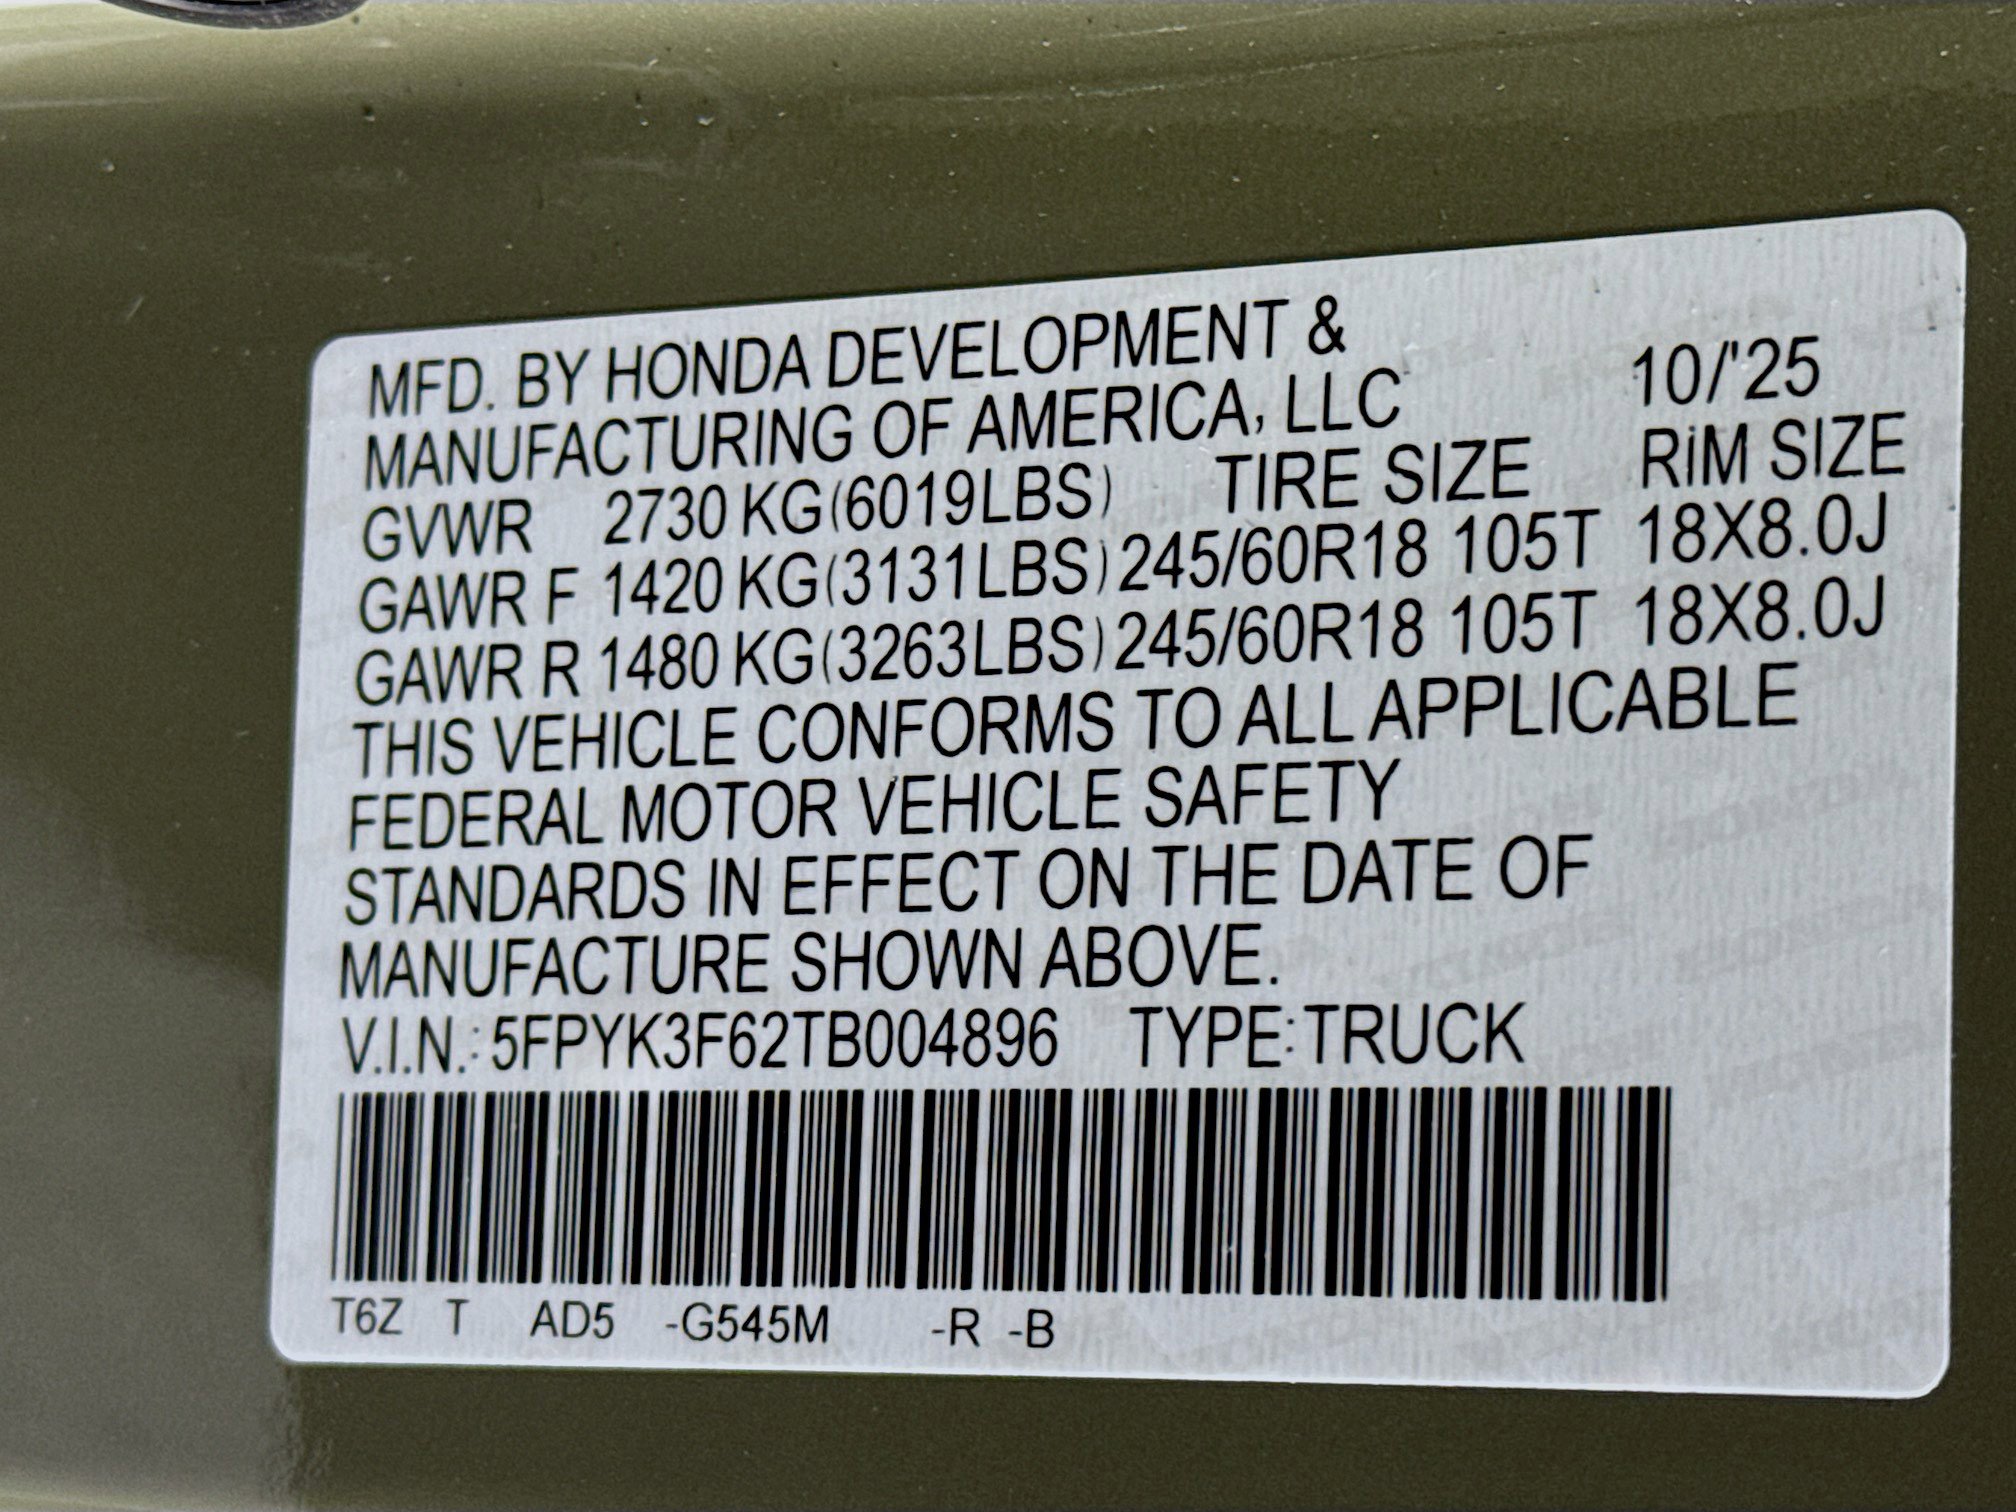 MFD. BY HONDA DEVELOPMENT &
MANUFACTURING OF AMERICA, LLC 10/'25
GVWR 2730 KG(6019LBS) TIRE SIZE RIM SIZE
GAWR F 1420 KG(3131LBS) 245/60R18 105T 18X8.0J
GAWR R 1480 KG(3263LBS) 245/60R18 105T 18X8.0J
THIS VEHICLE CONFORMS TO ALL APPLICABLE
FEDERAL MOTOR VEHICLE SAFETY
STANDARDS IN EFFECT ON THE DATE OF
MANUFACTURE SHOWN ABOVE.
V.I.N.: 5FPYK3F62TB004896 TYPE:TRUCK
T6Z T AD5 -G545M -R -B